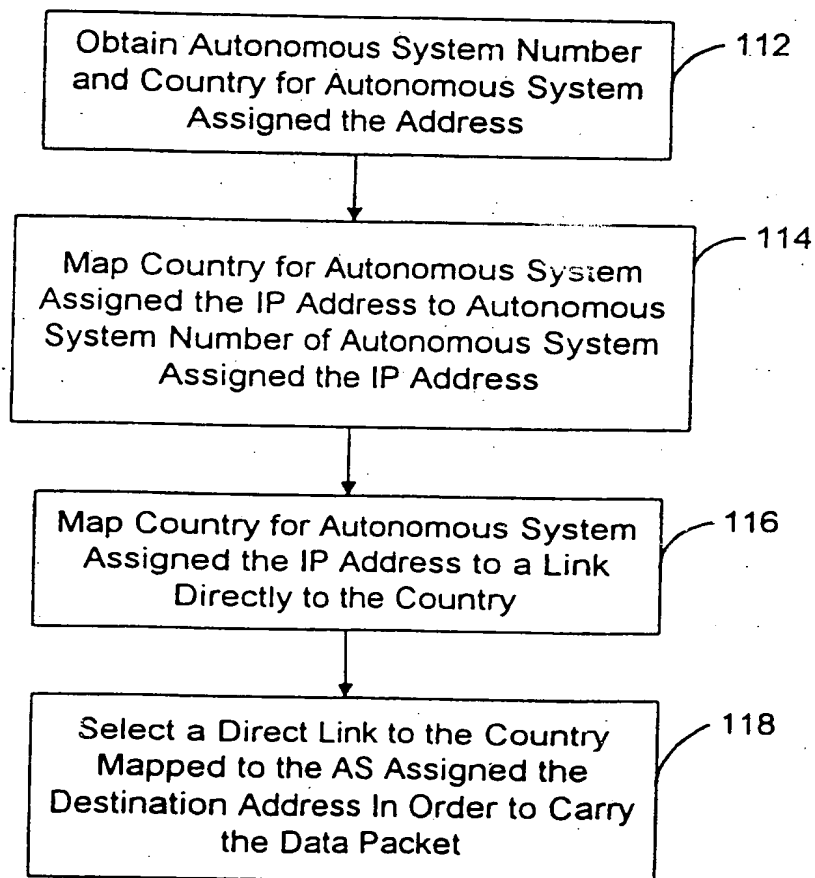 Obtain Autonomous System Number
and Country for Autonomous System
Assigned the Address
112
Map Country for Autonomous System
Assigned the IP Address to Autonomous
System Number of Autonomous System
Assigned the IP Address
114
Map Country for Autonomous System
Assigned the IP Address to a Link
Directly to the Country
116
Select a Direct Link to the Country
Mapped to the AS Assigned the
Destination Address In Order to Carry
the Data Packet
118